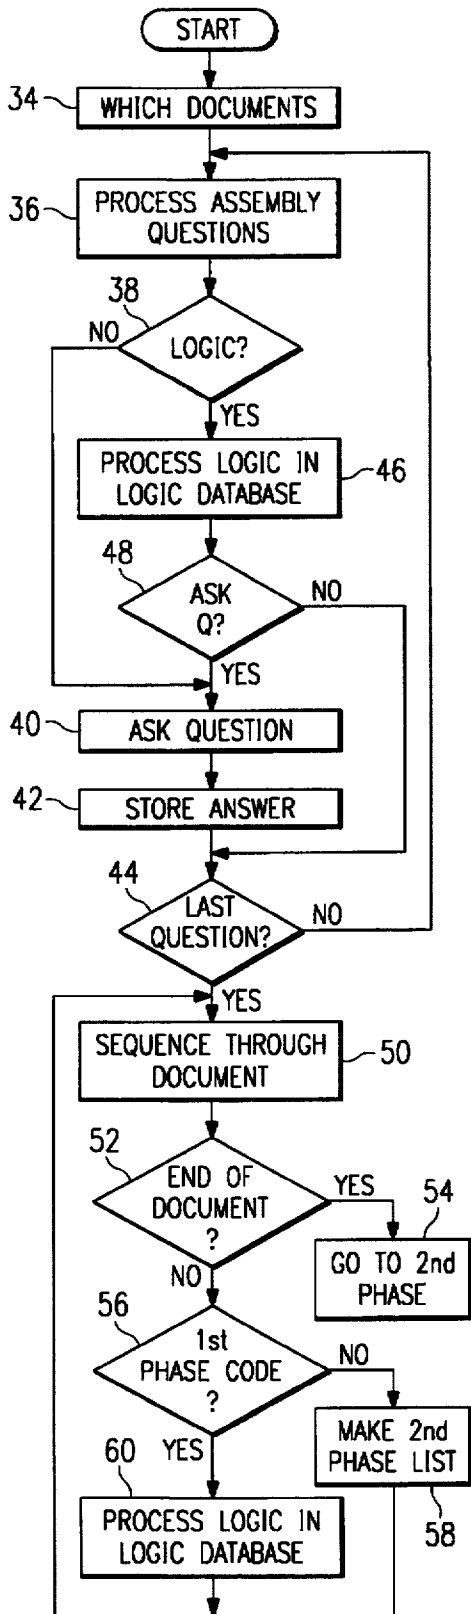 START
34
WHICH DOCUMENTS
36
PROCESS ASSEMBLY
QUESTIONS
38
NO
LOGIC?
YES
PROCESS LOGIC IN
LOGIC DATABASE
46
48
ASK
Q?
NO
YES
40
ASK QUESTION
42
STORE ANSWER
44
LAST
QUESTION?
NO
YES
SEQUENCE THROUGH
DOCUMENT
50
52
END OF
DOCUMENT
?
YES
54
GO TO 2nd
PHASE
NO
56
1st
PHASE CODE
?
NO
MAKE 2nd
PHASE LIST
58
YES
60
PROCESS LOGIC IN
LOGIC DATABASE